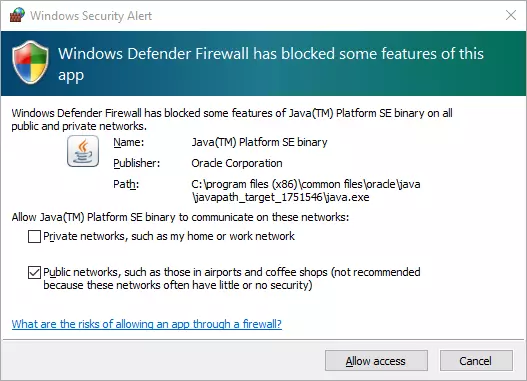 Windows Security Alert
Windows Defender Firewall has blocked some features of this
app
Windows Defender Firewall has blocked some features of Java(TM) Platform SE binary on all
public and private networks.
Name: Java(TM) Platform SE binary
Publisher: Oracle Corporation
Path: C:\program files (x86)\common files\oracle\java
\javapath_target_1751546\java.exe
Allow Java(TM) Platform SE binary to communicate on these networks:
Private networks, such as my home or work network
Public networks, such as those in airports and coffee shops (not recommended
because these networks often have little or no security)
What are the risks of allowing an app through a firewall?
Allow access Cancel